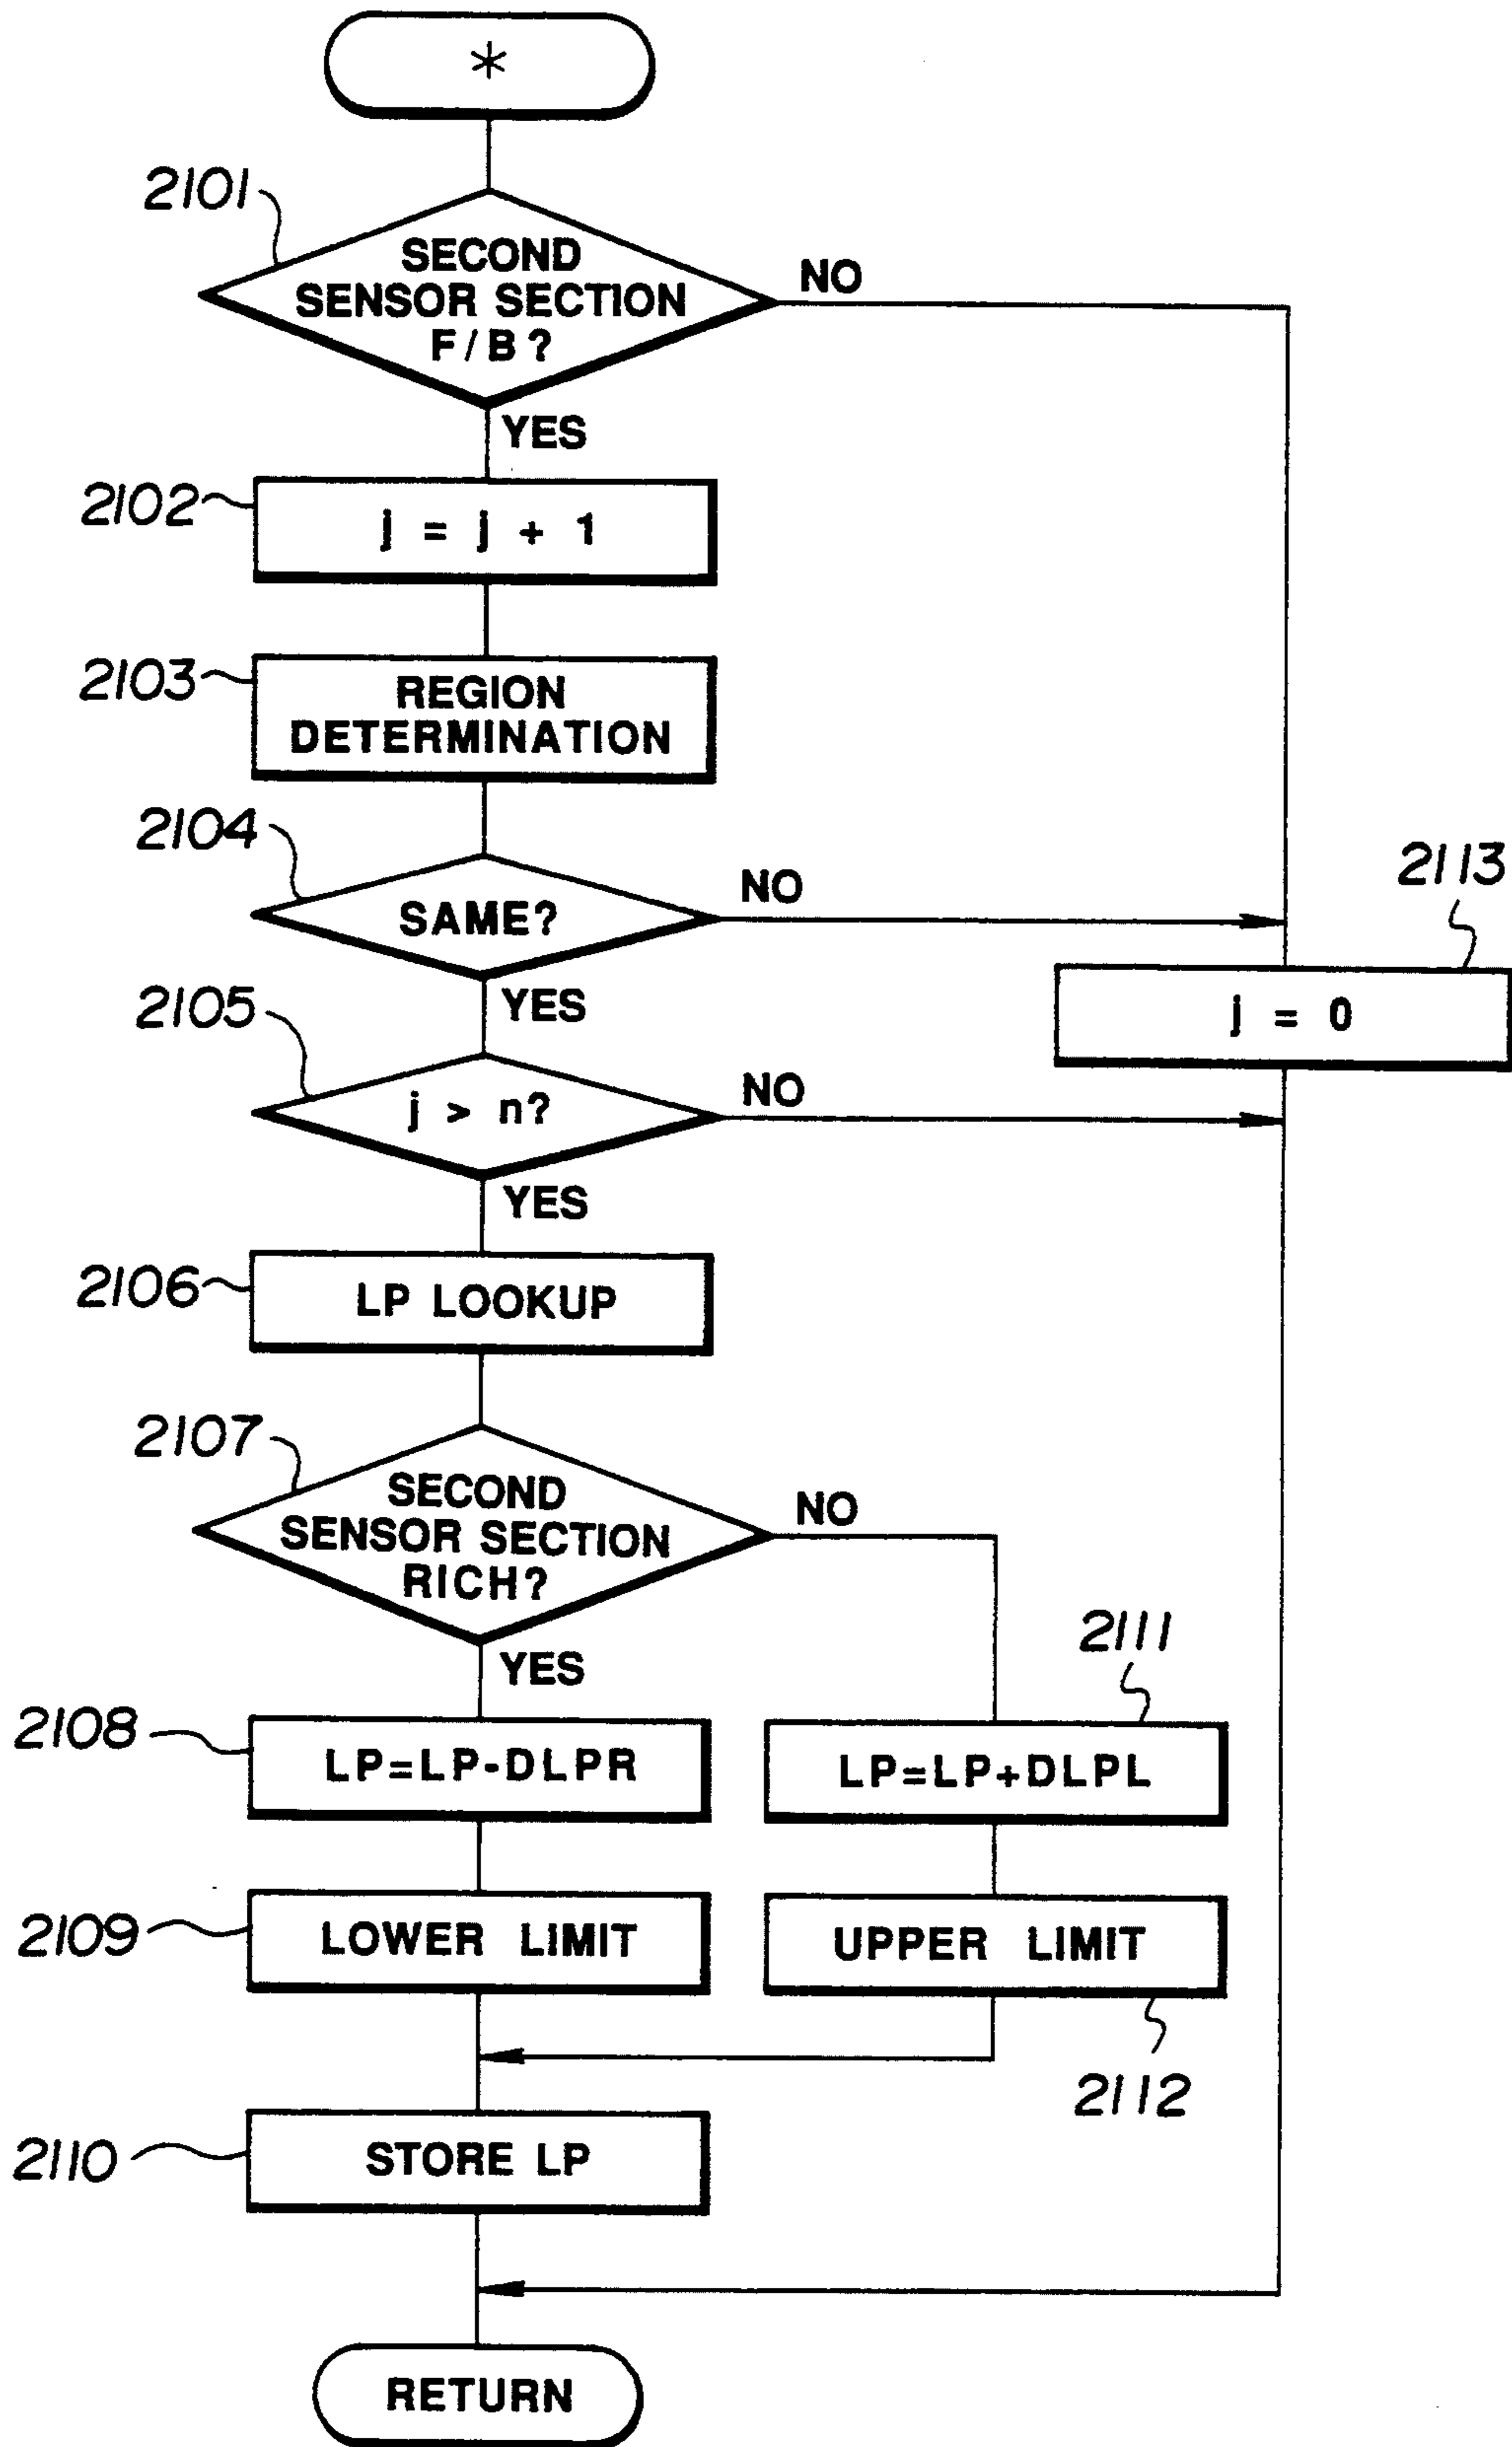 *
2101
SECOND
SENSOR SECTION
F/B?
NO
YES
2102
j = j + 1
2103
REGION
DETERMINATION
2104
SAME?
NO
YES
2113
j = 0
2105
j > n?
NO
YES
2106
LP LOOKUP
2107
SECOND
SENSOR SECTION
RICH?
NO
YES
2108
LP=LP-DLPR
2111
LP=LP+DLPL
2109
LOWER LIMIT
UPPER LIMIT
2112
2110
STORE LP
RETURN